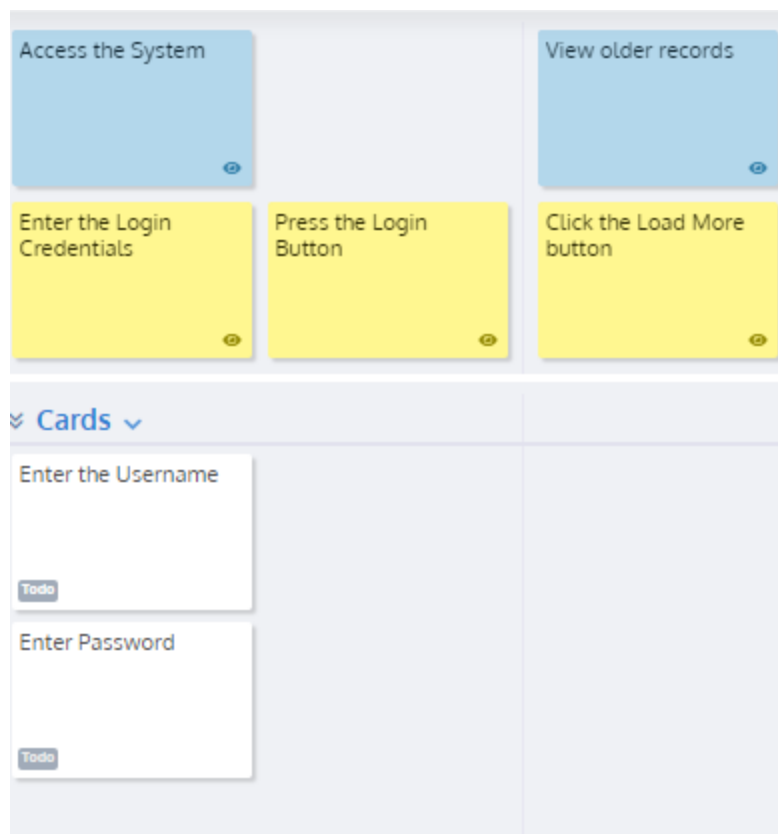 Access the System
View older records
Enter the Login
Credentials
Press the Login
Button
Click the Load More
button
Cards
Enter the Username
Todo
Enter Password
Todo